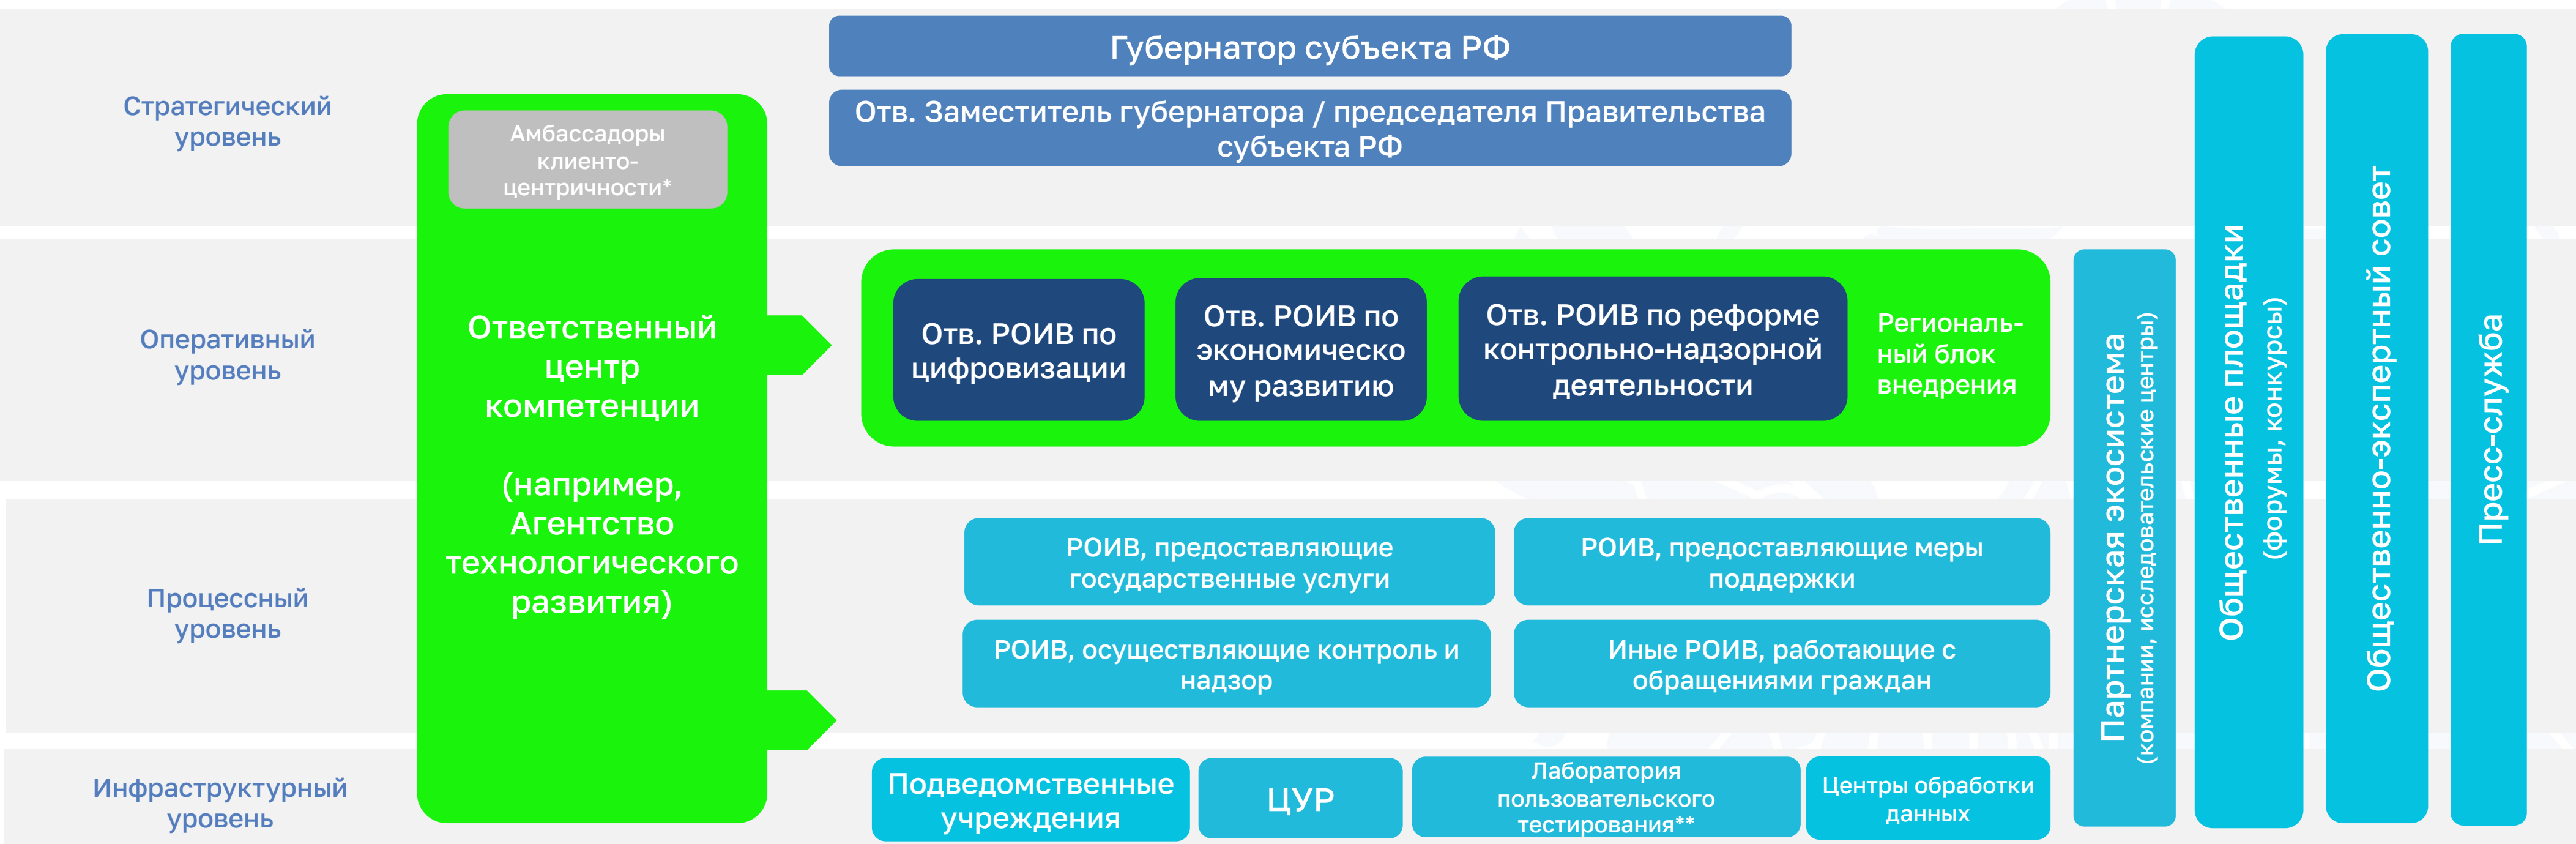 Губернатор субъекта РФ
Стратегический
уровень
Амбассадоры
клиенто-
центричности*
Отв. Заместитель губернатора / председателя Правительства
субъекта РФ
Оперативный
уровень
Ответственный
центр
компетенции
(например,
Агентство
технологического
развития)
Отв. РОИВ по
цифровизации
Отв. РОИВ по
экономическо
му развитию
Отв. РОИВ по реформе
контрольно-надзорной
деятельности
Региональ-
ный блок
внедрения
Процессный
уровень
РОИВ, предоставляющие
государственные услуги
РОИВ, предоставляющие меры
поддержки
РОИВ, осуществляющие контроль и
надзор
Иные РОИВ, работающие с
обращениями граждан
Инфраструктурный
уровень
Подведомственные
учреждения
ЦУР
Лаборатория
пользовательского
тестирования**
Центры обработки
данных
Партнерская экосистема
(компании, исследовательские центры)
Общественные площадки
(форумы, конкурсы)
Общественно-экспертный совет
Пресс-служба